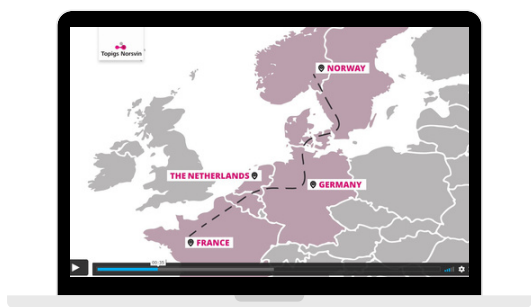 Topigs Norsvin
NORWAY
THE NETHERLANDS
GERMANY
FRANCE